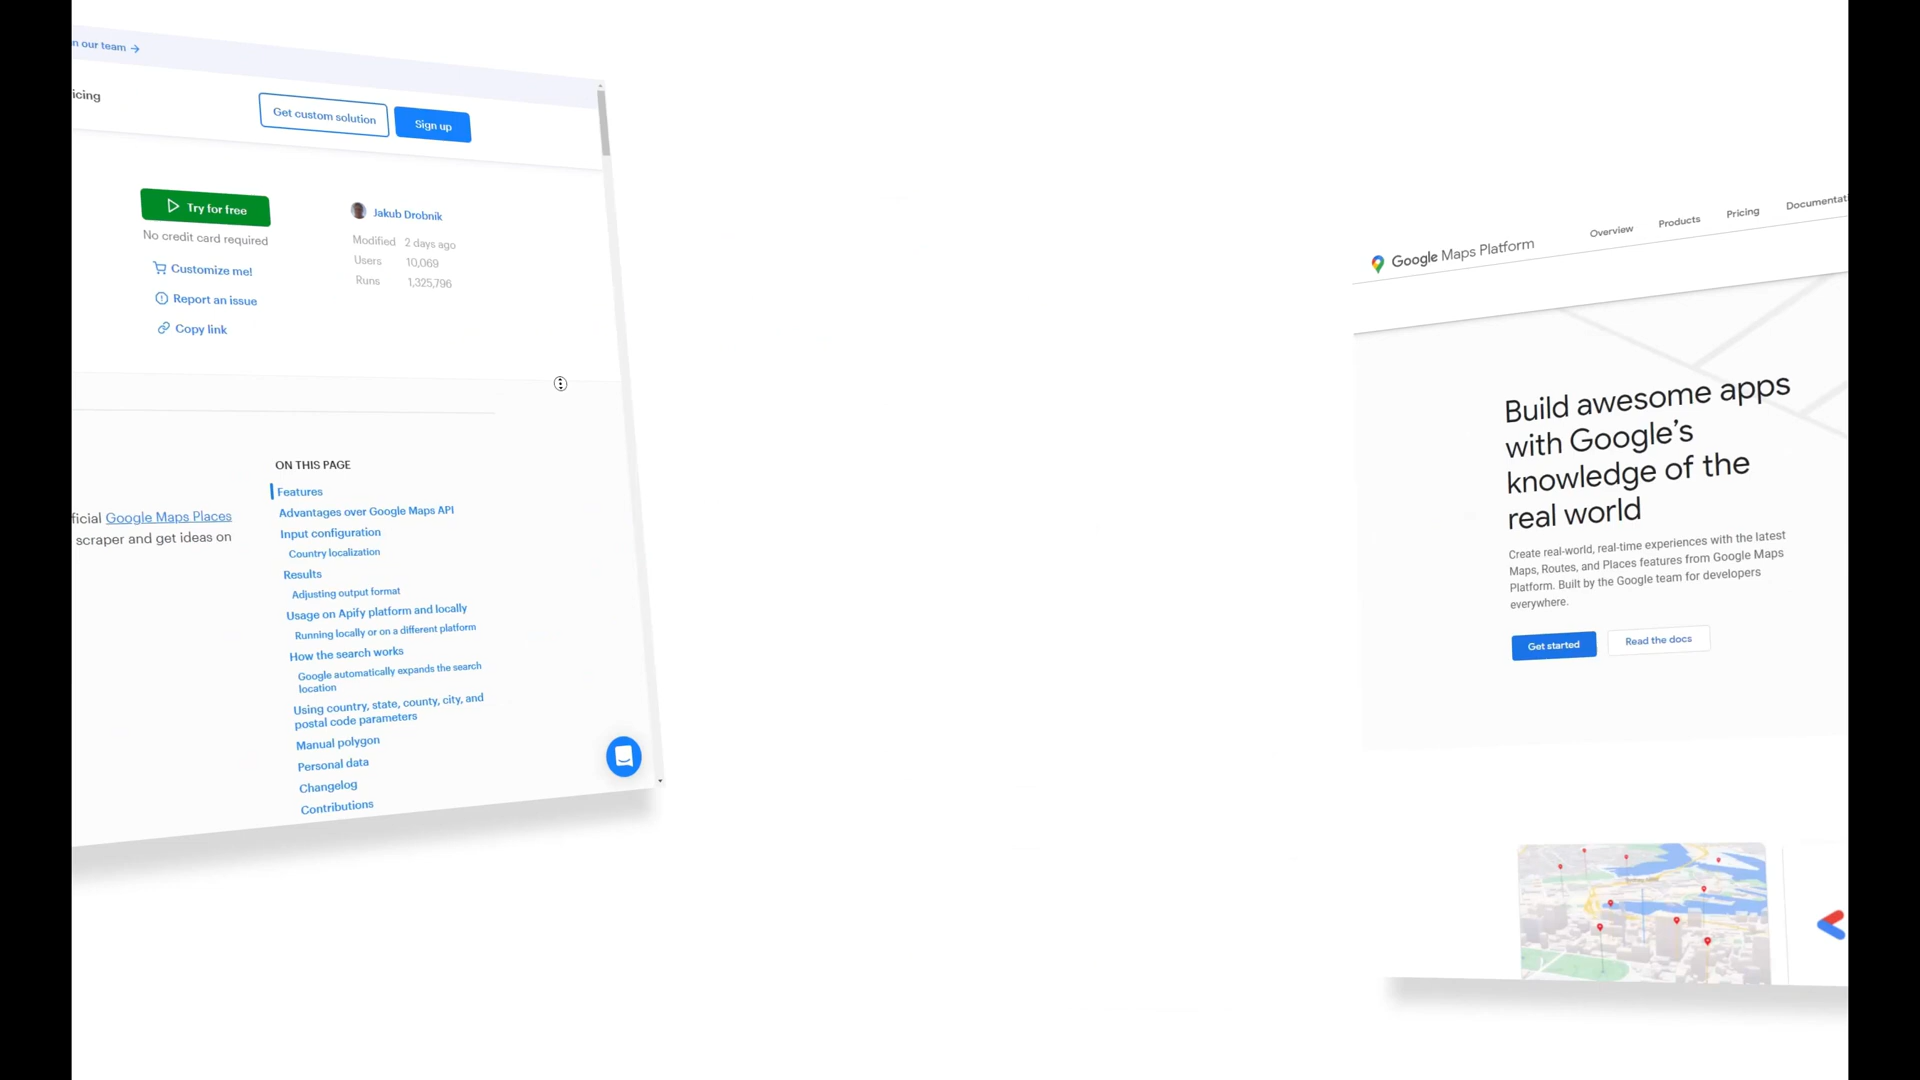 n our team →
icing
Get custom solution
Sign up
Try for free
No credit card required
Customize me!
Report an issue
Copy link
Jakub Drobnik
Modified 2 days ago
Users 10,069
Runs 1,325,796
ficial Google Maps Places
scraper and get ideas on
ON THIS PAGE
Features
Advantages over Google Maps API
Input configuration
Country localization
Results
Adjusting output format
Usage on Apify platform and locally
Running locally or on a different platform
How the search works
Google automatically expands the search
location
Using country, state, county, city, and
postal code parameters
Manual polygon
Personal data
Changelog
Contributions
Google Maps Platform
Overview
Products
Pricing
Documentati
Build awesome apps
with Google's
knowledge of the
real world
Create real-world, real-time experiences with the latest
Maps, Routes, and Places features from Google Maps
Platform. Built by the Google team for developers
everywhere.
Get started
Read the docs